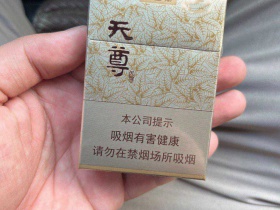 天尊
本公司提示
吸烟有害健康
请勿在禁烟场所吸烟